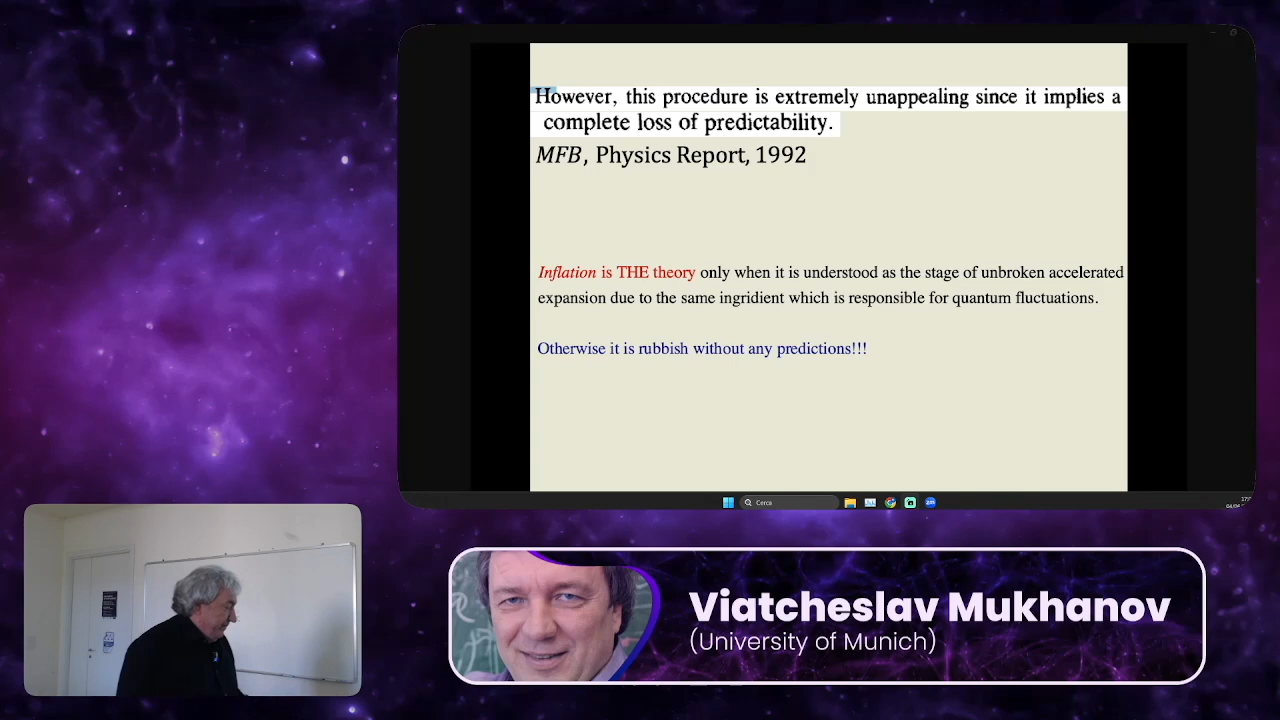 However, this procedure is extremely unappealing since it implies a
complete loss of predictability.
MFB, Physics Report, 1992
Inflation is THE theory only when it is understood as the stage of unbroken accelerated
expansion due to the same ingridient which is responsible for quantum fluctuations.
Otherwise it is rubbish without any predictions!!!
Cerca
zm
Viatcheslav Mukhanov
(University of Munich)